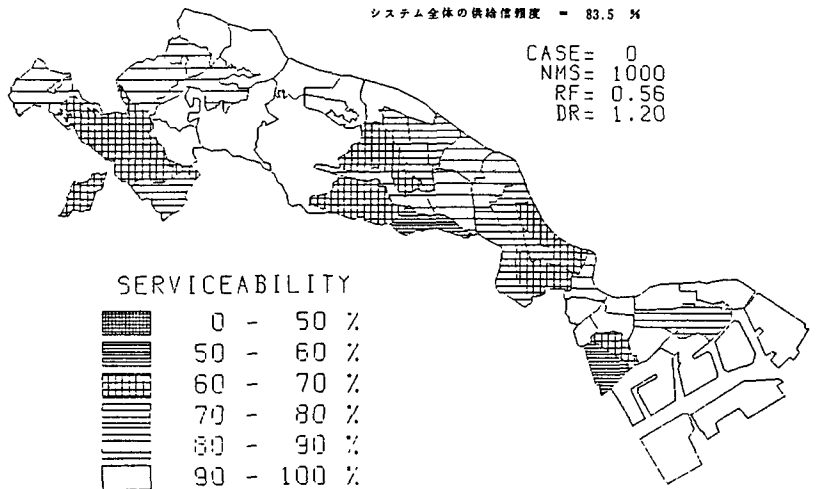 システム全体の供給信頼度 = 83.5 %
CASE= 0
NMS= 1000
RF= 0.56
DR= 1.20
SERVICEABILITY
0 - 50 %
50 - 60 %
60 - 70 %
70 - 80 %
80 - 90 %
90 - 100 %